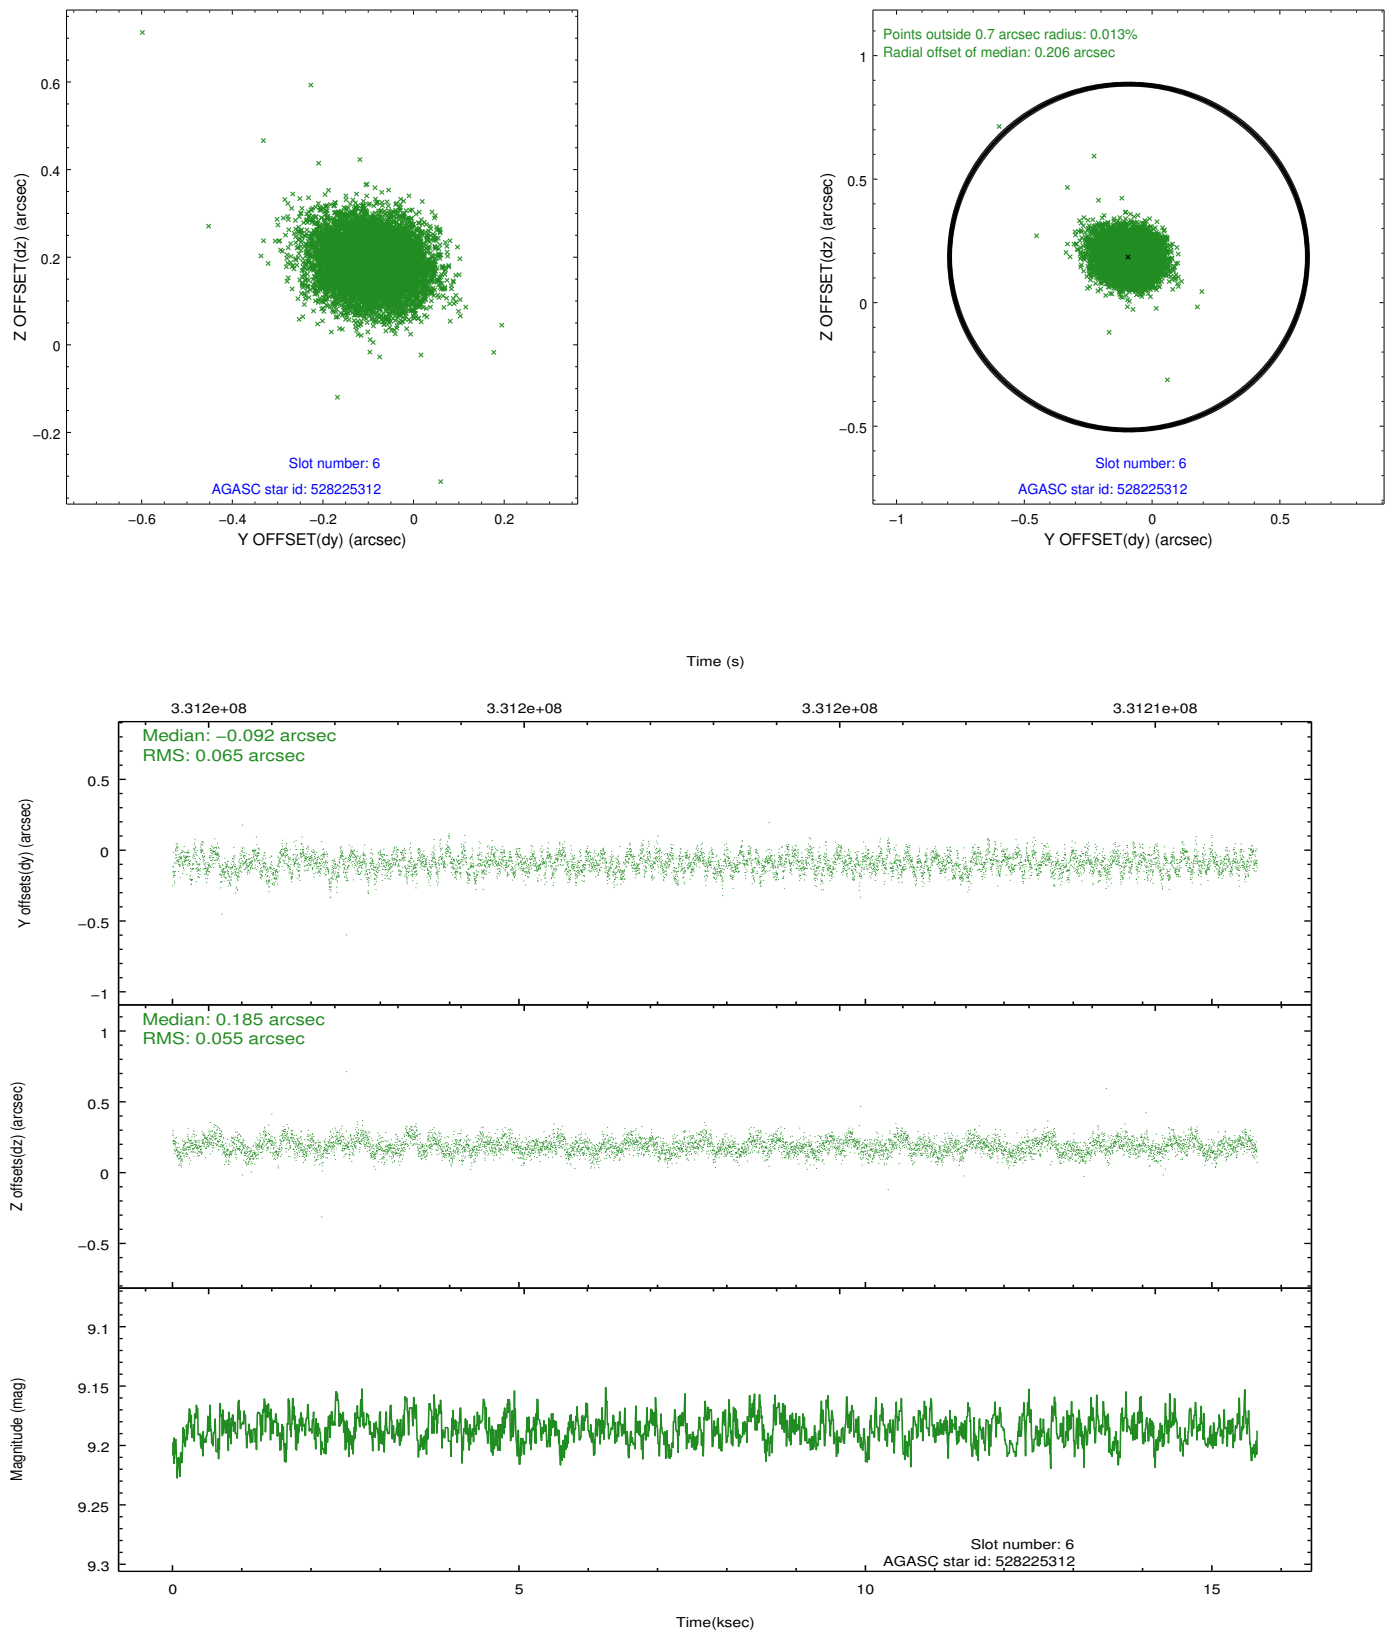 0.6
0.4
0.2
0
−0.2
Z OFFSET(dz) (arcsec)
Slot number: 6
AGASC star id: 528225312
−0.6 −0.4 −0.2 0 0.2
Y OFFSET(dy) (arcsec)
Points outside 0.7 arcsec radius: 0.013%
Radial offset of median: 0.206 arcsec
1
0.5
0
−0.5
Z OFFSET(dz) (arcsec)
Slot number: 6
AGASC star id: 528225312
−1 −0.5 0 0.5
Y OFFSET(dy) (arcsec)
Time (s)
3.312e+08 3.312e+08 3.312e+08 3.3121e+08
Median: −0.092 arcsec
RMS: 0.065 arcsec
0.5
0
−0.5
−1
Y offsets(dy) (arcsec)
Median: 0.185 arcsec
RMS: 0.055 arcsec
1
0.5
0
−0.5
Z offsets(dz) (arcsec)
9.1
9.15
9.2
9.25
9.3
Magnitude (mag)
Slot number: 6
AGASC star id: 528225312
0 5 10 15
Time(ksec)